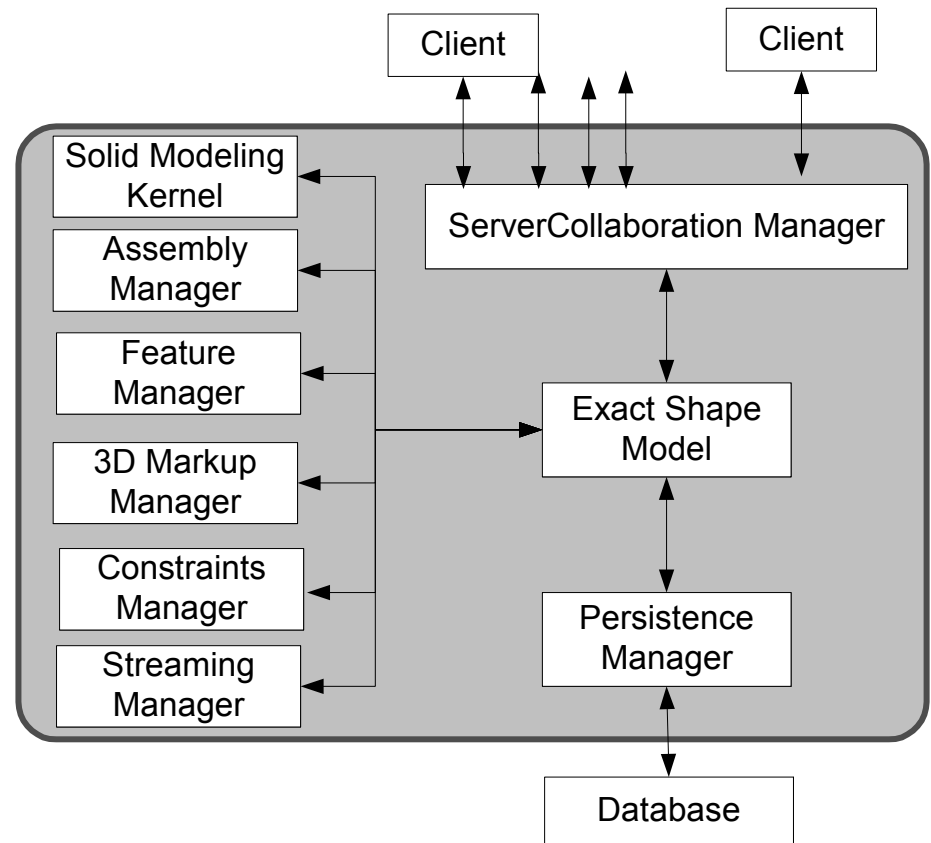 Client
Client
Solid Modeling
Kernel
ServerCollaboration Manager
Assembly
Manager
Feature
Manager
Exact Shape
Model
3D Markup
Manager
Constraints
Manager
Persistence
Manager
Streaming
Manager
Database